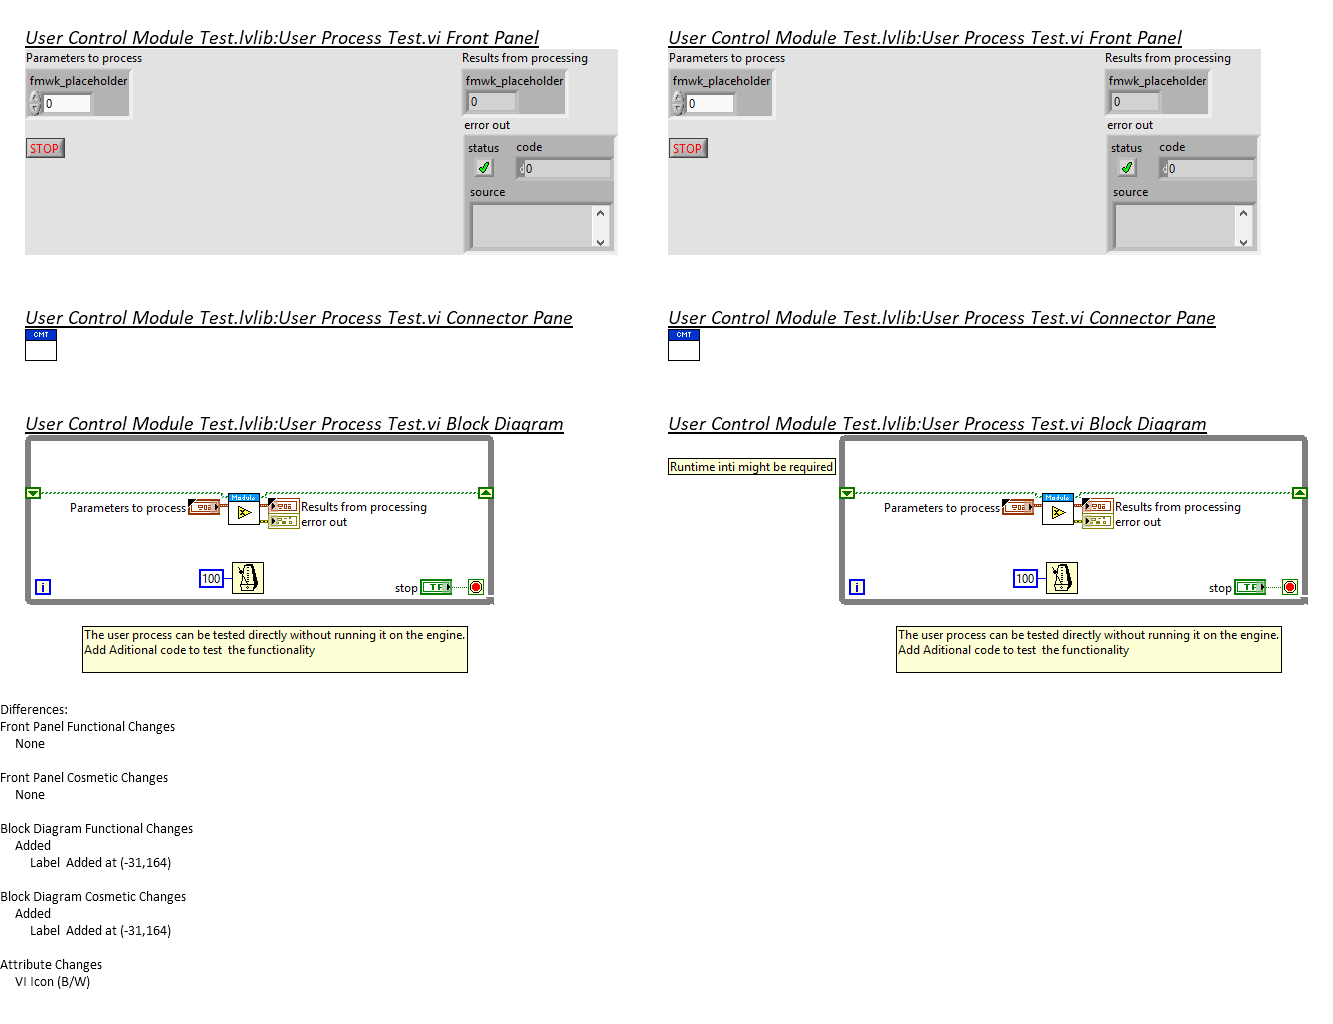 User Control Module Test.lvlib:User Process Test.vi Front Panel
Parameters to process
Results from processing
fmwk_placeholder
0
fmwk_placeholder
0
error out
STOP
status
code
0
source
User Control Module Test.lvlib:User Process Test.vi Front Panel
Parameters to process
Results from processing
fmwk_placeholder
0
fmwk_placeholder
0
error out
STOP
status
code
0
source
User Control Module Test.lvlib:User Process Test.vi Connector Pane
CMT
User Control Module Test.lvlib:User Process Test.vi Connector Pane
CMT
User Control Module Test.lvlib:User Process Test.vi Block Diagram
Module
Parameters to process
Results from processing
error out
100
i
stop
TF
The user process can be tested directly without running it on the engine.
Add Aditional code to test the functionality
User Control Module Test.lvlib:User Process Test.vi Block Diagram
Runtime inti might be required
Module
Parameters to process
Results from processing
error out
100
i
stop
TF
The user process can be tested directly without running it on the engine.
Add Aditional code to test the functionality
Differences:
Front Panel Functional Changes
None
Front Panel Cosmetic Changes
None
Block Diagram Functional Changes
Added
Label Added at (-31,164)
Block Diagram Cosmetic Changes
Added
Label Added at (-31,164)
Attribute Changes
VI Icon (B/W)